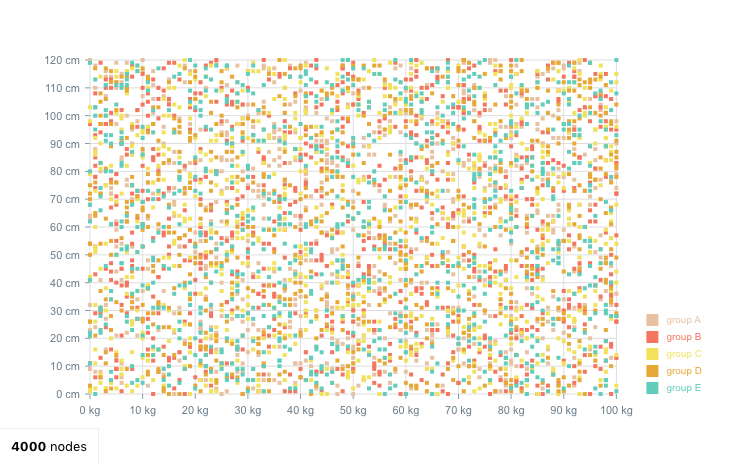 120 cm
110 cm
100 cm
90 cm
80 cm
70 cm
60 cm
50 cm
40 cm
30 cm
20 cm
10 cm
0 cm
0 kg 10 kg 20 kg 30 kg 40 kg 50 kg 60 kg 70 kg 80 kg 90 kg 100 kg
group A
group B
group C
group D
group E
4000 nodes